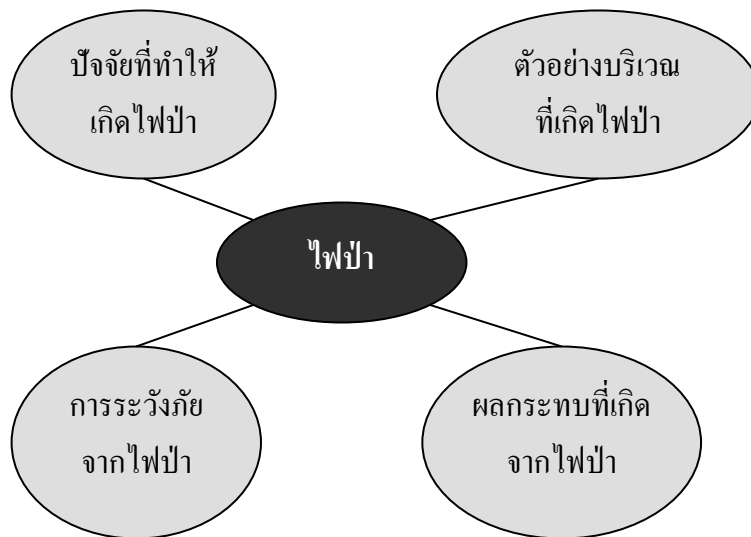 ปัจจัยที่ทำให้
เกิดไฟป่า
ตัวอย่างบริเวณ
ที่เกิดไฟป่า
ไฟป่า
การระวังภัย
จากไฟป่า
ผลกระทบที่เกิด
จากไฟป่า